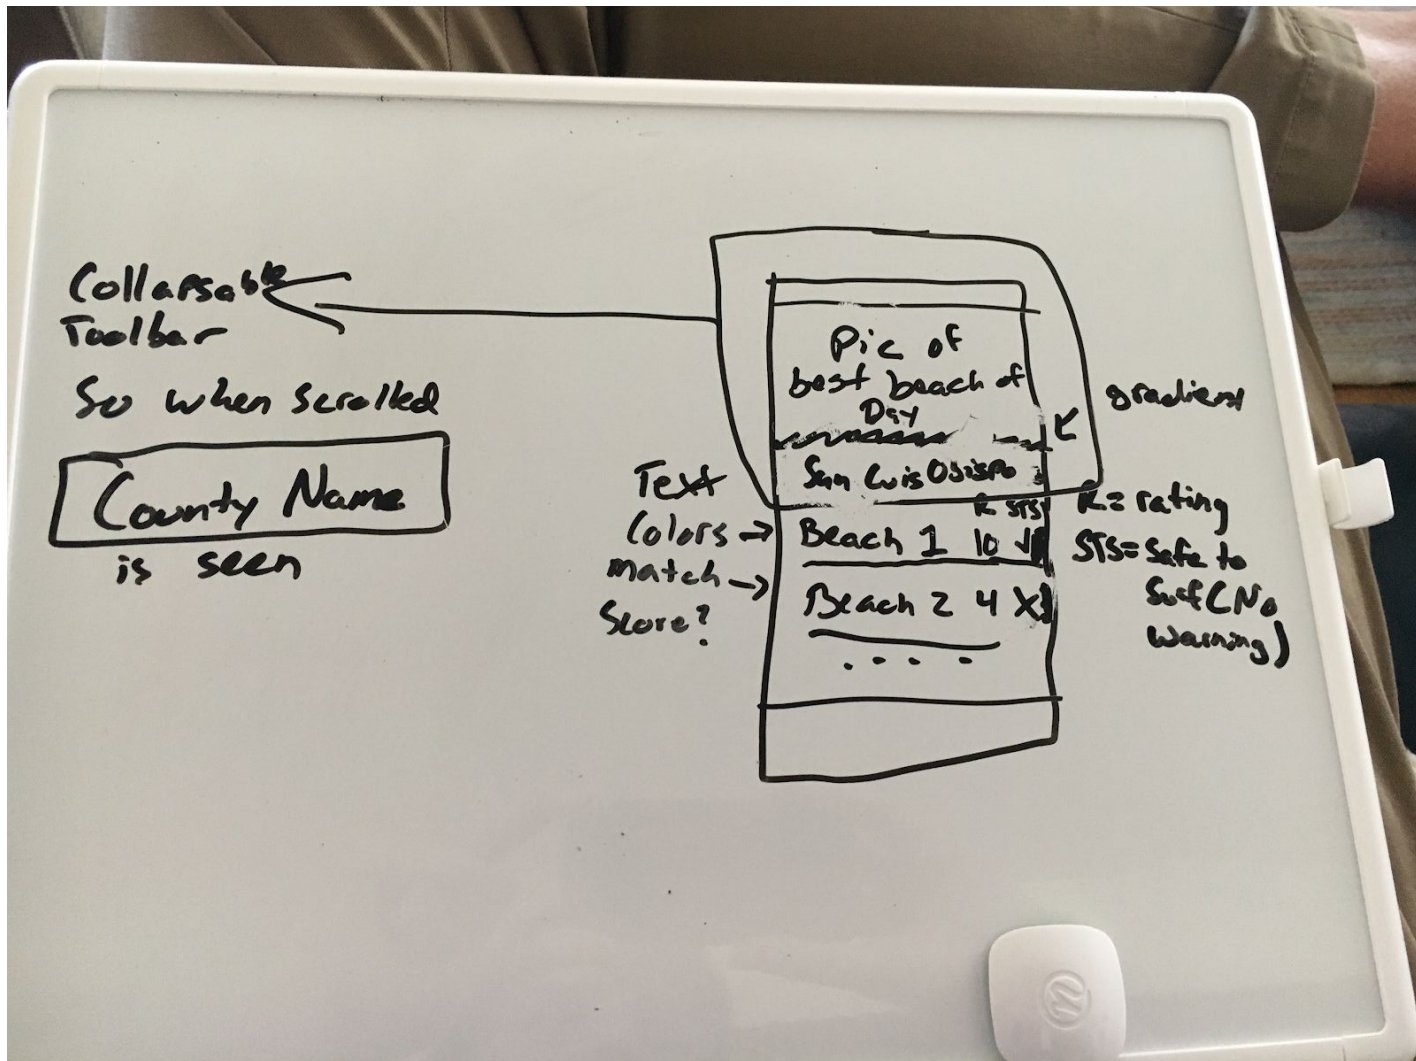 Collapsable
Toolbar
So when scrolled
County Name
is seen
Pic of
best beach of
Day
San Luis Obispo
gradient
R STS
Beach 1 10 ✓
Beach 2 4 X
. . . .
Text
Colors →
match →
Score?
R = rating
STS = Safe to
Surf (No
warning)